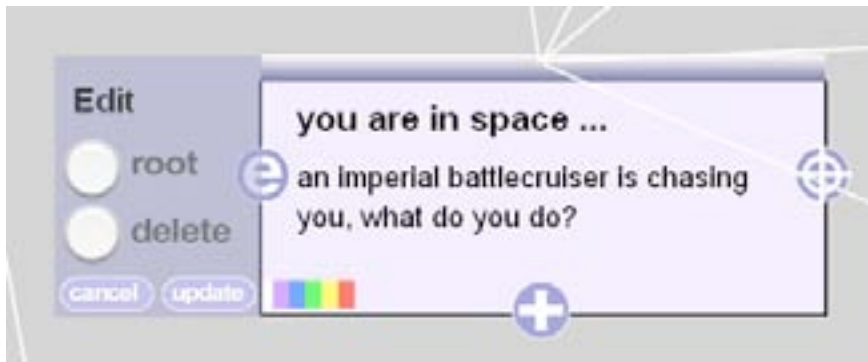 Edit
root
delete
cancel update
e
you are in space ...
an imperial battlecruiser is chasing
you, what do you do?